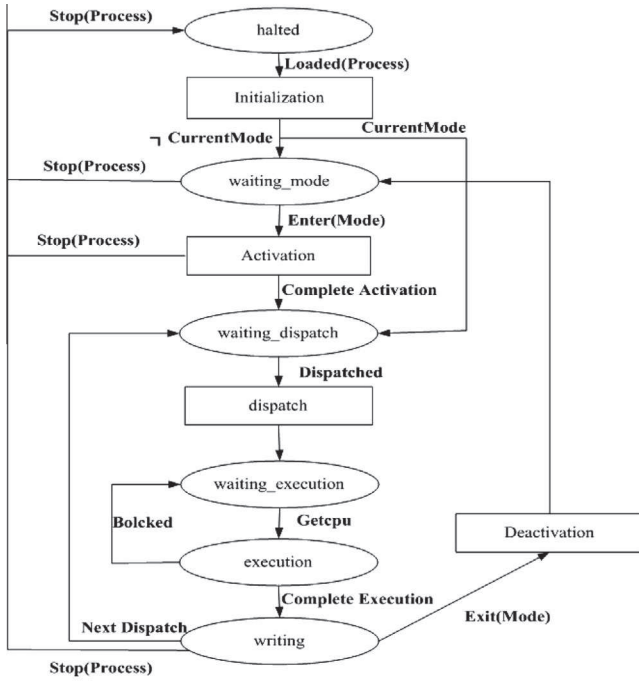 Stop(Process)
halted
Loaded(Process)
Initialization
¬ CurrentMode
CurrentMode
Stop(Process)
waiting_mode
Enter(Mode)
Stop(Process)
Activation
Complete Activation
waiting_dispatch
Dispatched
dispatch
waiting_execution
Bolcked
Getcpu
Deactivation
execution
Complete Execution
Next Dispatch
writing
Exit(Mode)
Stop(Process)